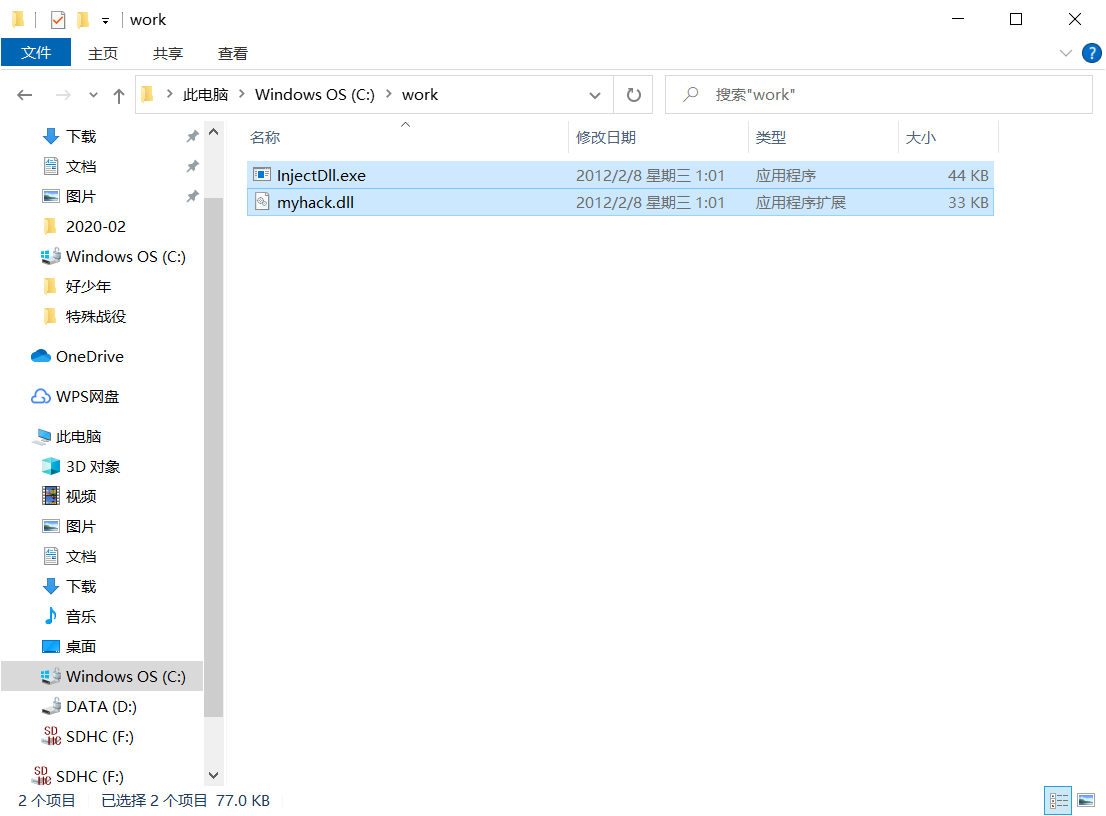 work
文件 主页 共享 查看
此电脑 Windows OS (C:) work 搜索"work"
名称 修改日期 类型 大小
InjectDll.exe 2012/2/8 星期三 1:01 应用程序 44 KB
myhack.dll 2012/2/8 星期三 1:01 应用程序扩展 33 KB
下载
文档
图片
2020-02
Windows OS (C:)
好少年
特殊战役
OneDrive
WPS网盘
此电脑
3D 对象
视频
图片
文档
下载
音乐
桌面
Windows OS (C:)
DATA (D:)
SDHC (F:)
SDHC (F:)
2 个项目 已选择 2 个项目 77.0 KB